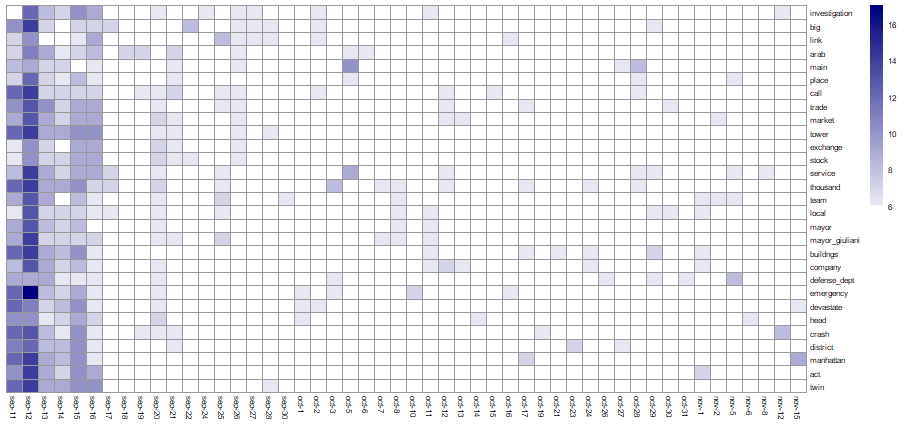 investigation
big
link
arab
main
place
call
trade
market
tower
exchange
stock
service
thousand
team
local
mayor
mayor_giuliani
buildngs
company
defense_dept
emergency
devastate
head
crash
district
manhattan
act
twin
sep-11
sep-12
sep-13
sep-14
sep-15
sep-16
sep-17
sep-18
sep-19
sep-20
sep-21
sep-22
sep-24
sep-25
sep-26
sep-27
sep-28
sep-30
oct-1
oct-2
oct-3
oct-5
oct-6
oct-7
oct-8
oct-10
oct-11
oct-12
oct-13
oct-14
oct-15
oct-16
oct-17
oct-19
oct-21
oct-23
oct-24
oct-26
oct-27
oct-28
oct-29
oct-30
oct-31
nov-1
nov-2
nov-5
nov-6
nov-8
nov-12
nov-15
16
14
12
10
8
6